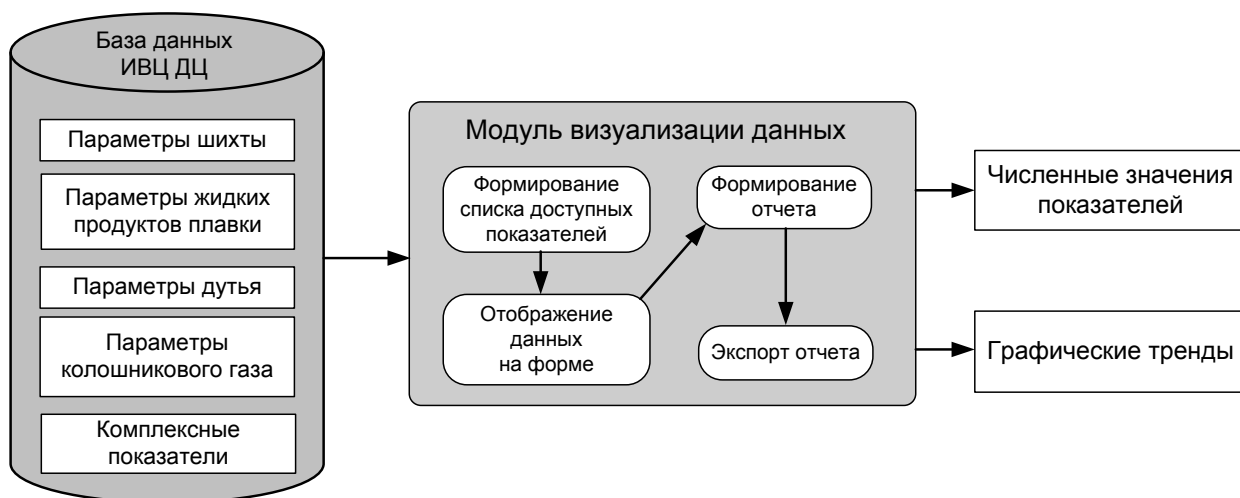 База данных
ИВЦ ДЦ
Параметры шихты
Параметры жидких
продуктов плавки
Параметры дутья
Параметры
колошникового газа
Комплексные
показатели
Модуль визуализации данных
Формирование
списка доступных
показателей
Отображение
данных
на форме
Формирование
отчета
Экспорт отчета
Численные значения
показателей
Графические тренды